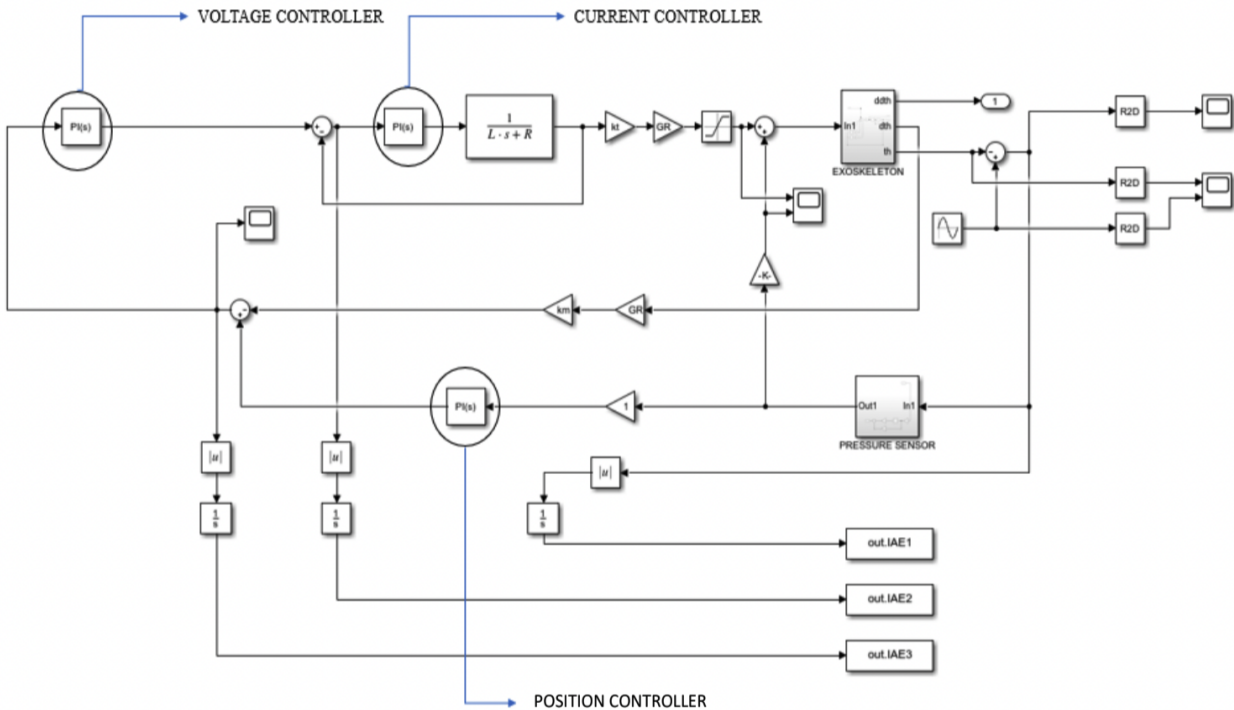 VOLTAGE CONTROLLER
CURRENT CONTROLLER
PI(s)
+-
PI(s)
1
L · s + R
kt
GR
++
In1
ddth
dth
th
EXOSKELETON
1
-+
R2D
R2D
R2D
-K-
-+
km
GR
PI(s)
1
Out1
In1
PRESSURE SENSOR
|u|
|u|
|u|
1
s
1
s
1
s
out.IAE1
out.IAE2
out.IAE3
POSITION CONTROLLER